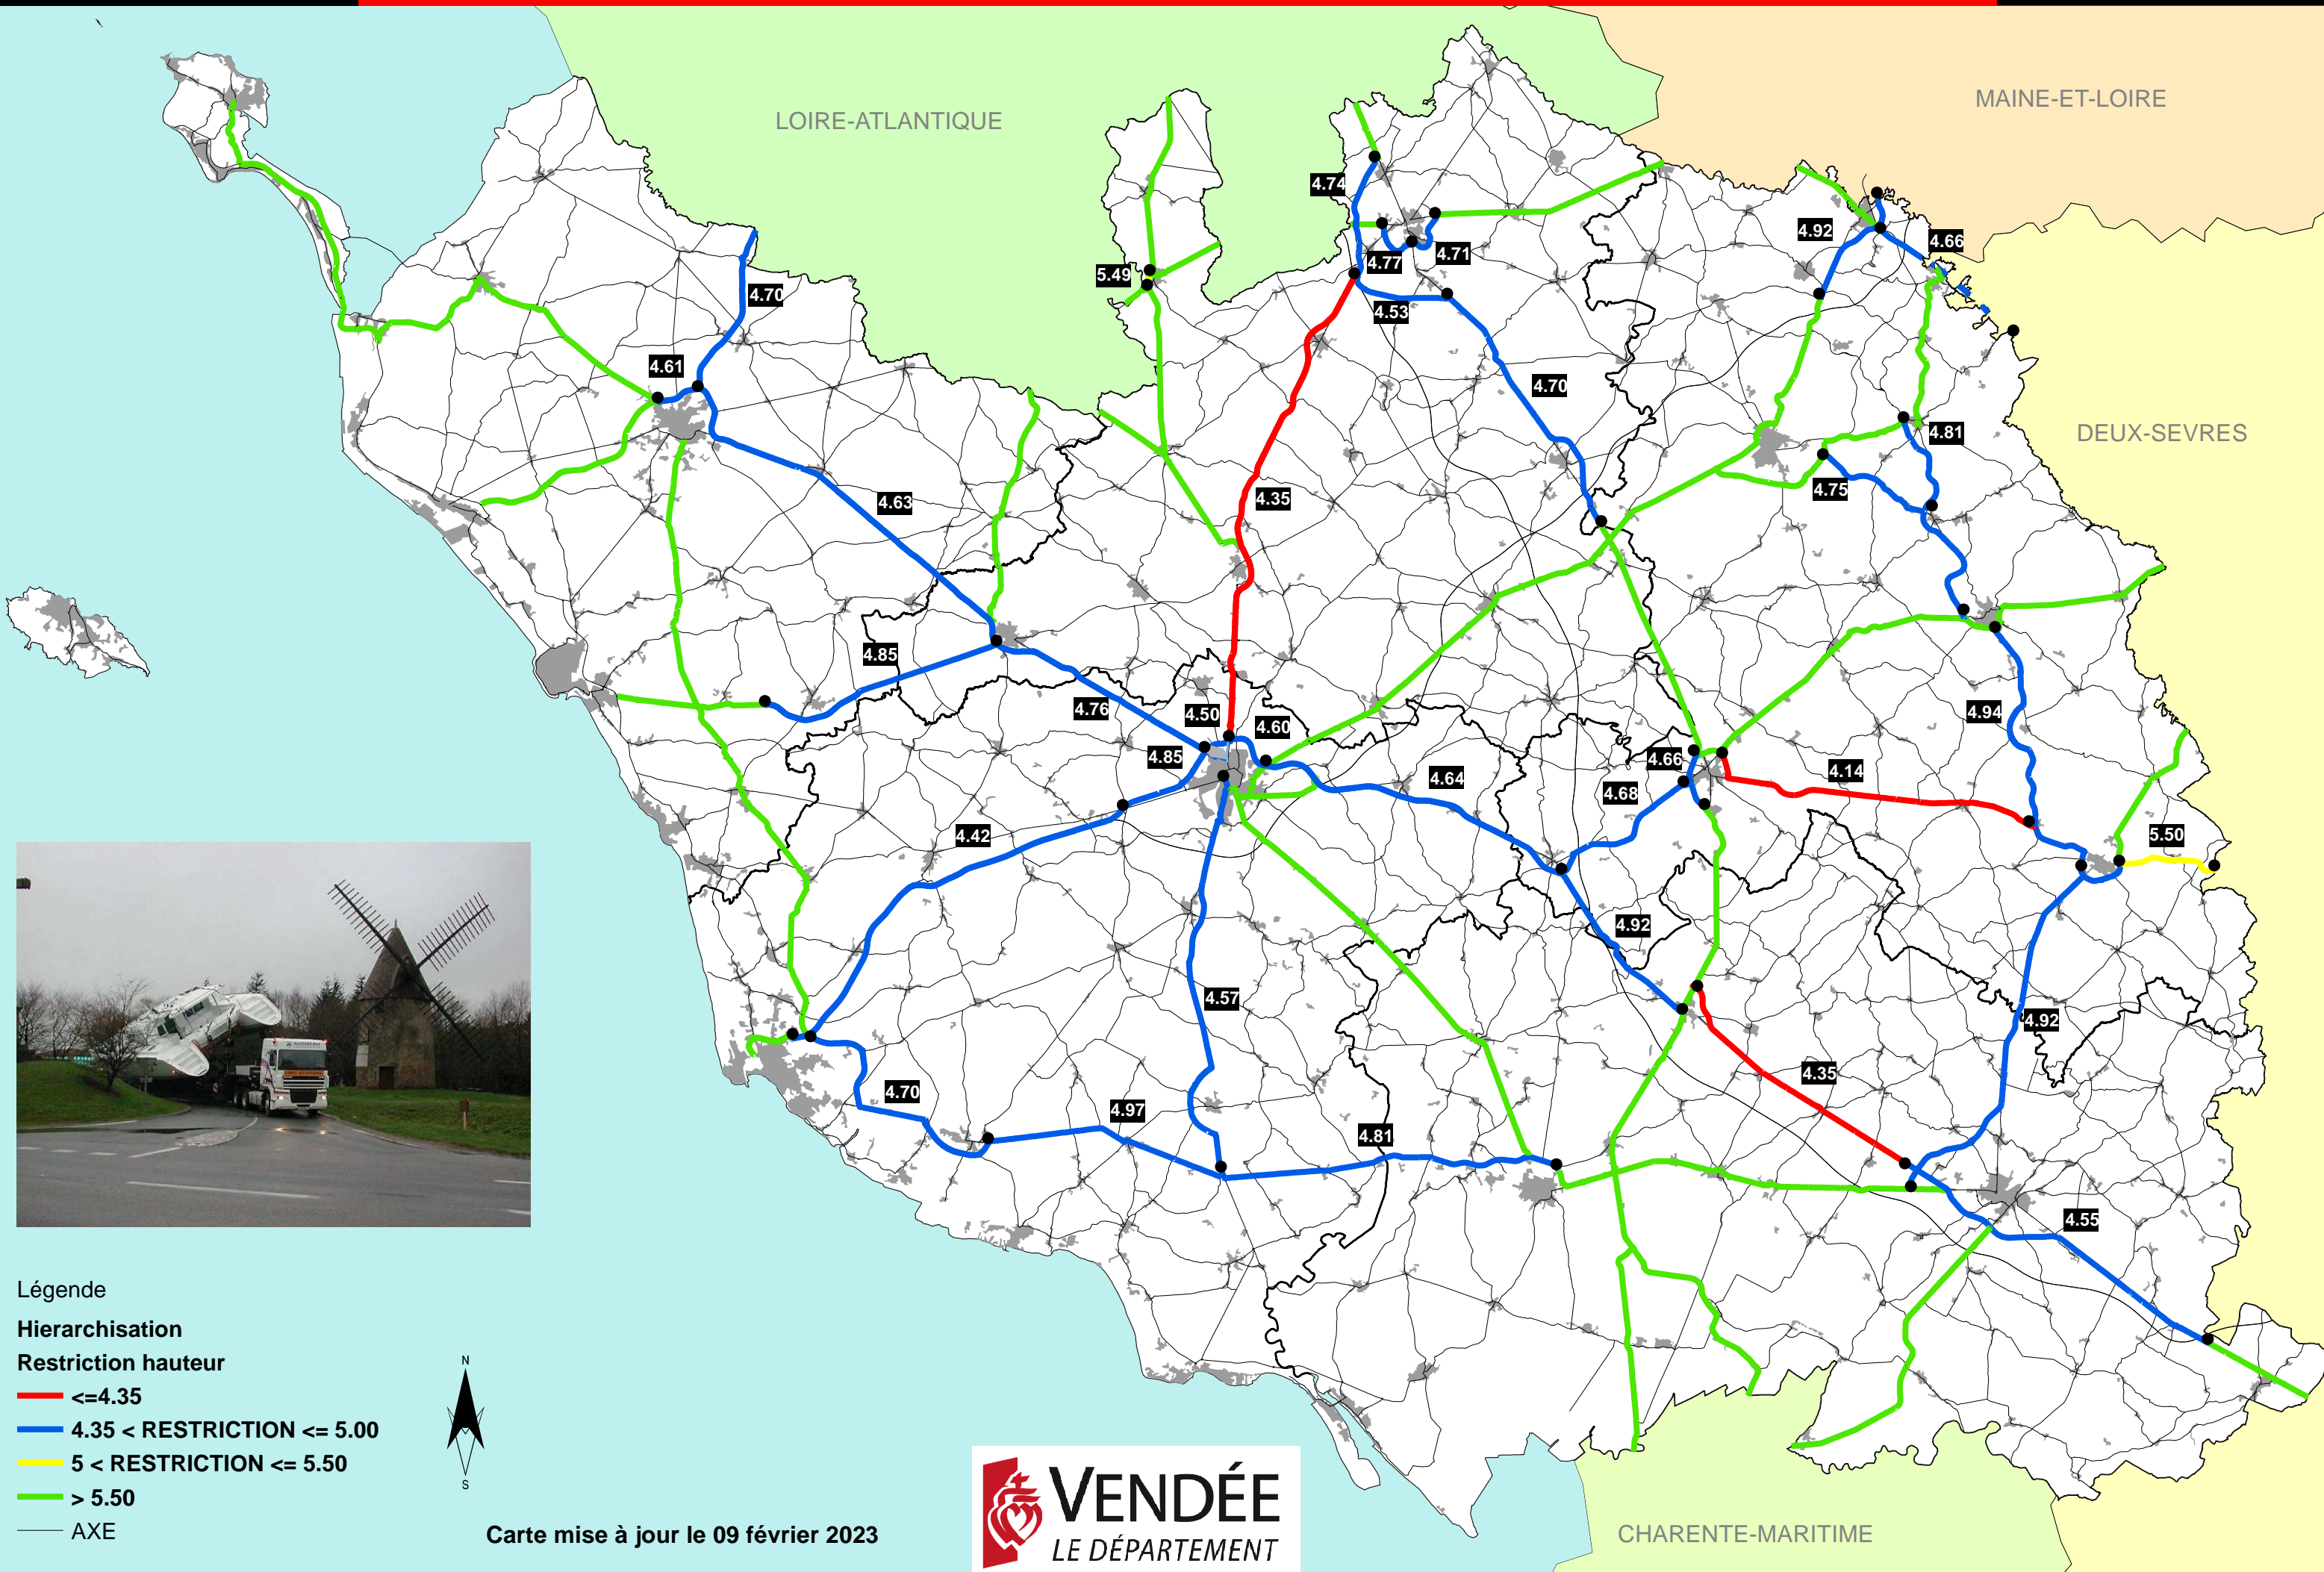 LOIRE-ATLANTIQUE
MAINE-ET-LOIRE
DEUX-SEVRES
CHARENTE-MARITIME
4.74
4.92
4.66
4.77
4.71
5.49
4.70
4.53
4.61
4.70
4.81
4.75
4.35
4.63
4.85
4.76
4.50
4.60
4.94
4.85
4.66
4.64
4.14
4.68
4.42
5.50
4.92
4.57
4.92
4.35
4.70
4.97
4.81
4.55
Légende
Hierarchisation
Restriction hauteur
<=4.35
4.35 < RESTRICTION <= 5.00
5 < RESTRICTION <= 5.50
> 5.50
AXE
N
S
Carte mise à jour le 09 février 2023
VENDÉE
LE DÉPARTEMENT